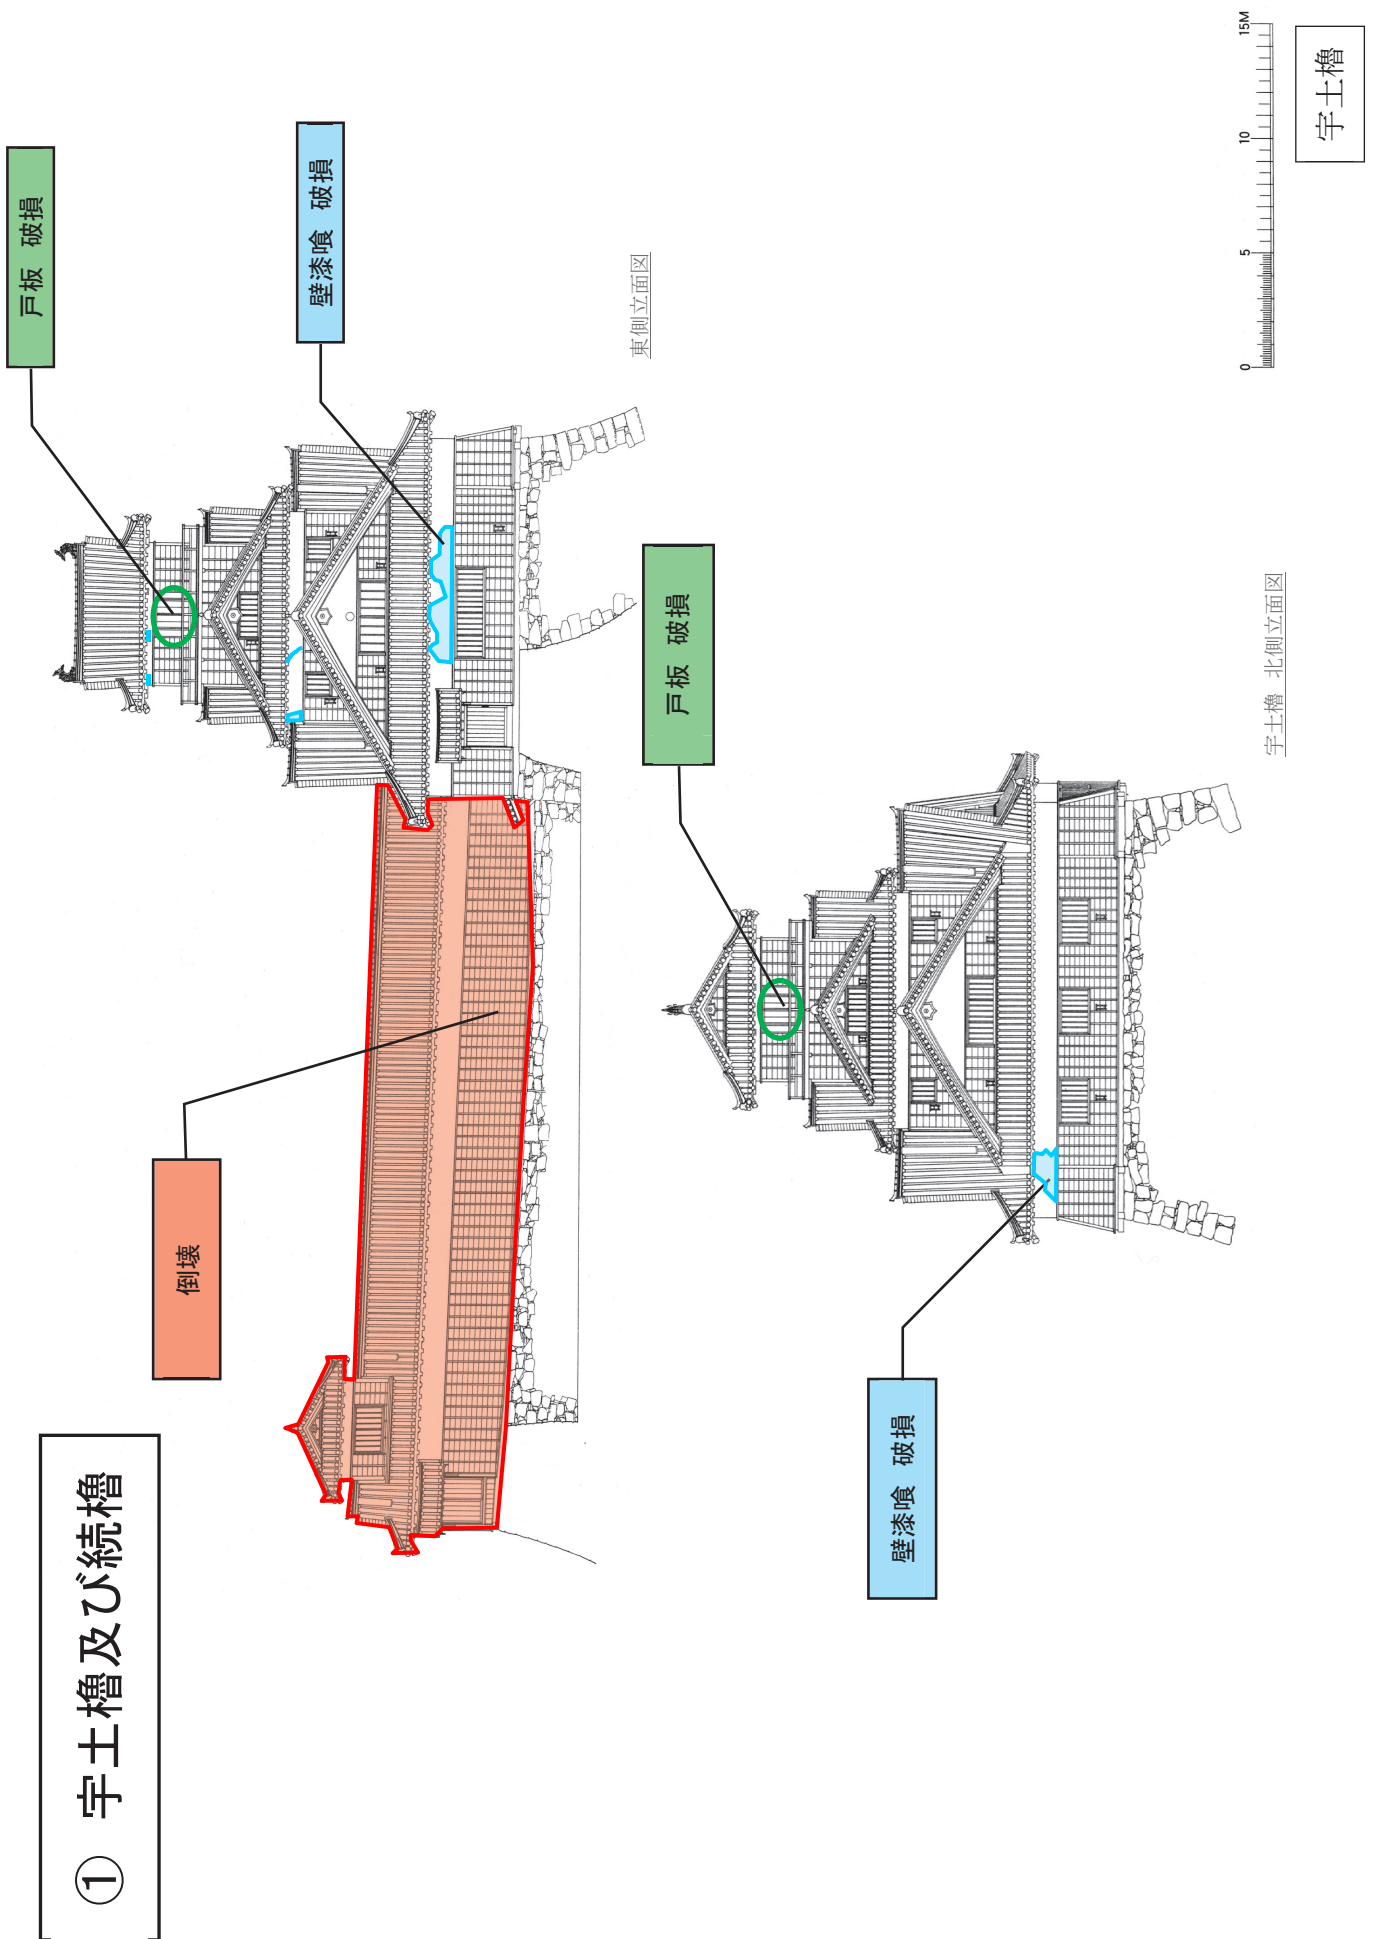 ① 宇土櫓及び続櫓
倒壊
戸板 破損
壁漆喰 破損
東側立面図
戸板 破損
壁漆喰 破損
宇土櫓 北側立面図
0 5 10 15M
宇土櫓